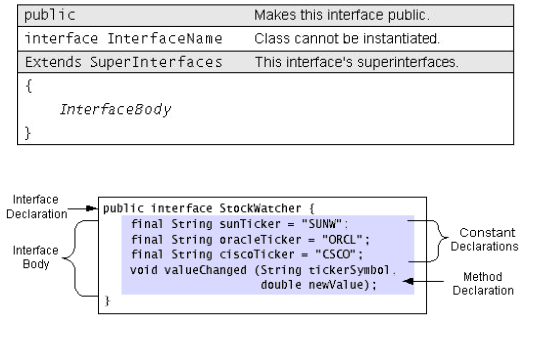 public Makes this interface public.
interface InterfaceName Class cannot be instantiated.
Extends SuperInterfaces This interface's superinterfaces.
{
InterfaceBody
}
Interface
Declaration
public interface StockWatcher {
final String sunTicker = "SUNW";
final String oracleTicker = "ORCL";
final String ciscoTicker = "CSCO";
void valueChanged (String tickerSymbol,
double newValue);
}
Interface
Body
Constant
Declarations
Method
Declaration